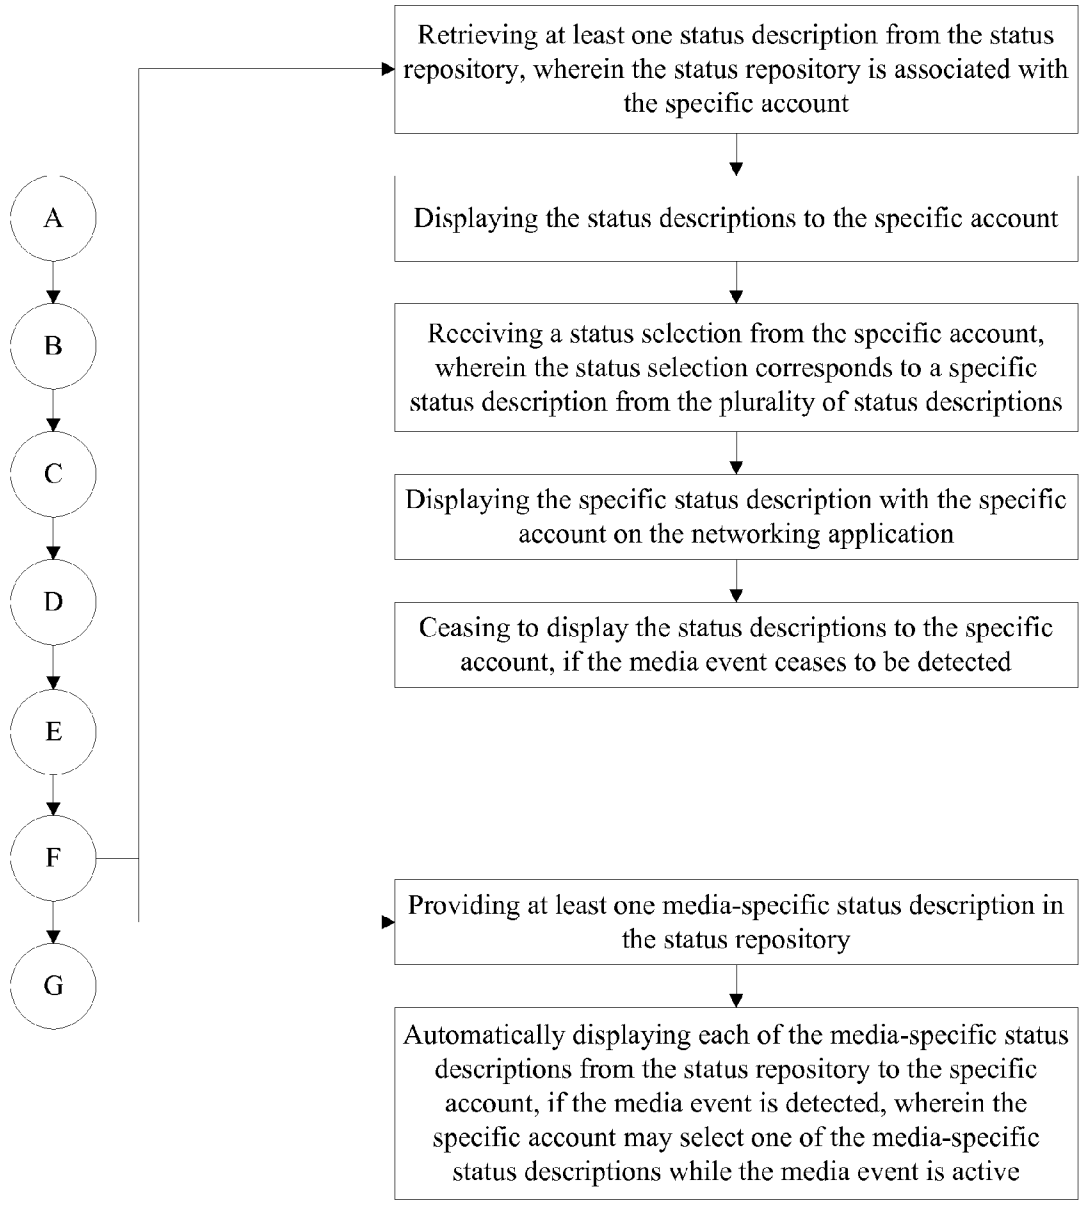 A
B
C
D
E
F
G
Retrieving at least one status description from the status
repository, wherein the status repository is associated with
the specific account
Displaying the status descriptions to the specific account
Receiving a status selection from the specific account,
wherein the status selection corresponds to a specific
status description from the plurality of status descriptions
Displaying the specific status description with the specific
account on the networking application
Ceasing to display the status descriptions to the specific
account, if the media event ceases to be detected
Providing at least one media-specific status description in
the status repository
Automatically displaying each of the media-specific status
descriptions from the status repository to the specific
account, if the media event is detected, wherein the
specific account may select one of the media-specific
status descriptions while the media event is active